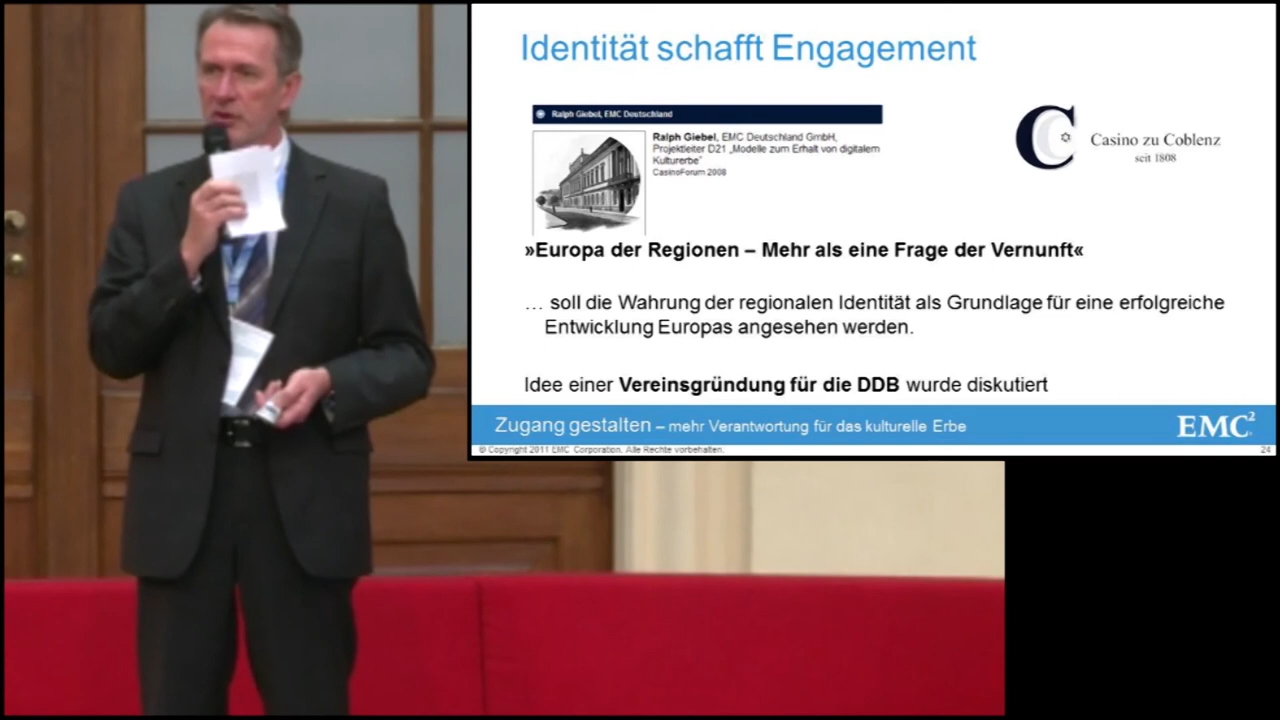 Identität schafft Engagement
Ralph Giebel, EMC Deutschland
Ralph Giebel, EMC Deutschland GmbH,
Projektleiter D21 „Modelle zum Erhalt von digitalem
Kulturerbe"
CasinoForum 2008
Casino zu Coblenz
seit 1808
»Europa der Regionen – Mehr als eine Frage der Vernunft«
… soll die Wahrung der regionalen Identität als Grundlage für eine erfolgreiche
Entwicklung Europas angesehen werden.
Idee einer Vereinsgründung für die DDB wurde diskutiert
Zugang gestalten – mehr Verantwortung für das kulturelle Erbe
EMC²
© Copyright 2011 EMC Corporation. Alle Rechte vorbehalten.
24